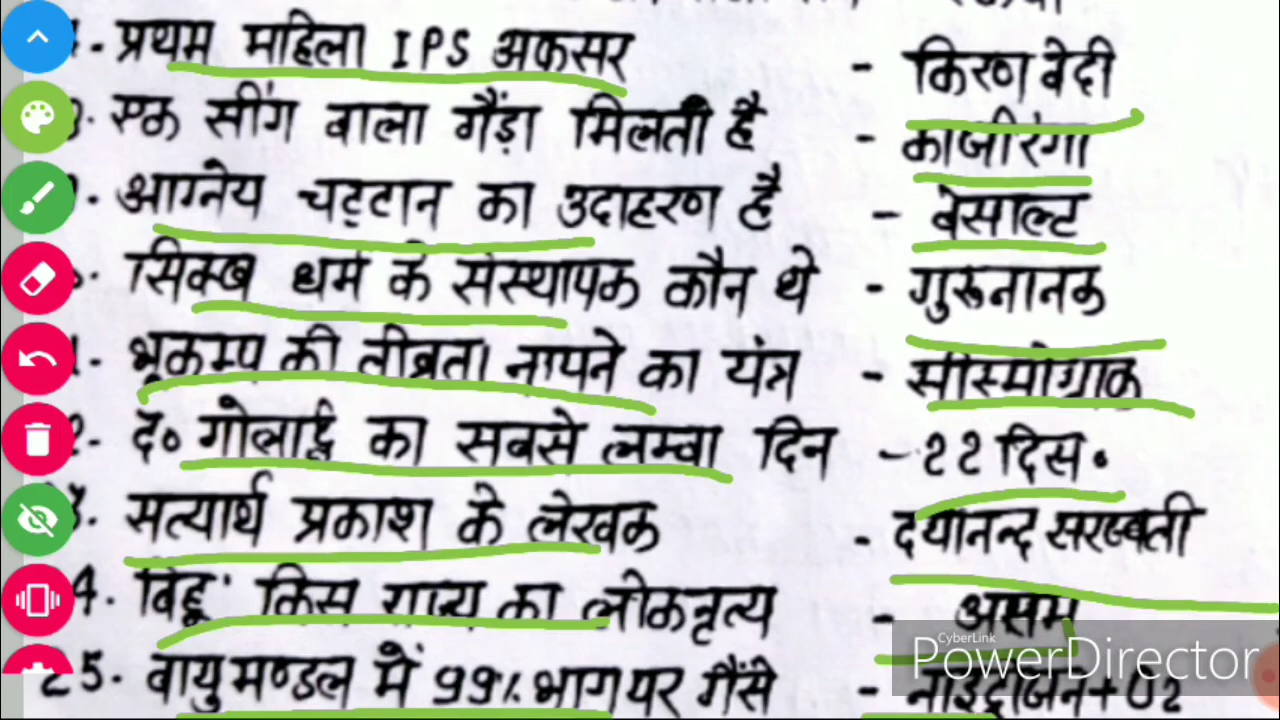 प्रथम महिला IPS अफसर - किरण वेदी
एक सींग वाला गैंड़ा मिलती है - काजीरंगा
आग्नेय चट्टान का उदाहरण है - बेसाल्ट
सिक्ख धर्म के संस्थापक कौन थे - गुरूनानक
भूकम्प की तीव्रता नापने का यंत्र - सीस्मोग्राफ
द० गोलार्द्ध का सबसे लम्बा दिन - 22 दिस.
3. सत्यार्थ प्रकाश के लेखक - दयानन्द सरस्वती
4. बिहू किस राज्य का लोकनृत्य - असम
CyberLink
PowerDirector
25. वायुमण्डल में 99% भाग पर गैंसे - नाइट्रोजन+O2